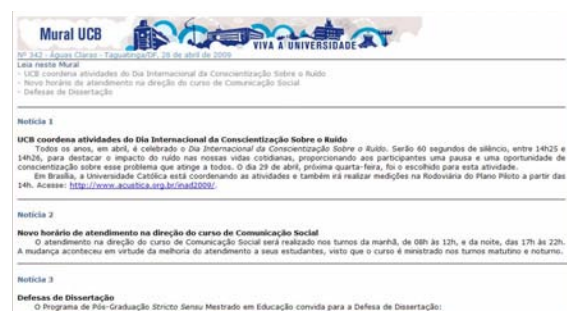 Mural UCB
VIVA A UNIVERSIDADE
Nº 342 - Águas Claras - Taguatinga/DF, 28 de abril de 2009
Leia neste Mural
- UCB coordena atividades do Dia Internacional da Conscientização Sobre o Ruído
- Novo horário de atendimento na direção do curso de Comunicação Social
- Defesas de Dissertação
Notícia 1
UCB coordena atividades do Dia Internacional da Conscientização Sobre o Ruído
Todos os anos, em abril, é celebrado o Dia Internacional da Conscientização Sobre o Ruído. Serão 60 segundos de silêncio, entre 14h25 e
14h26, para destacar o impacto do ruído nas nossas vidas cotidianas, proporcionando aos participantes uma pausa e uma oportunidade de
conscientização sobre esse problema que atinge a todos. O dia 29 de abril, próxima quarta-feira, foi o escolhido para esta atividade.
Em Brasília, a Universidade Católica está coordenando as atividades e também irá realizar medições na Rodoviária do Plano Piloto a partir das
14h. Acesse: http://www.acustica.org.br/inad2009/.
Notícia 2
Novo horário de atendimento na direção do curso de Comunicação Social
O atendimento na direção do curso de Comunicação Social será realizado nos turnos da manhã, de 08h às 12h, e da noite, das 17h às 22h.
A mudança aconteceu em virtude da melhoria do atendimento a seus estudantes, visto que o curso é ministrado nos turnos matutino e noturno.
Notícia 3
Defesas de Dissertação
O Programa de Pós-Graduação Stricto Sensu Mestrado em Educação convida para a Defesa de Dissertação: